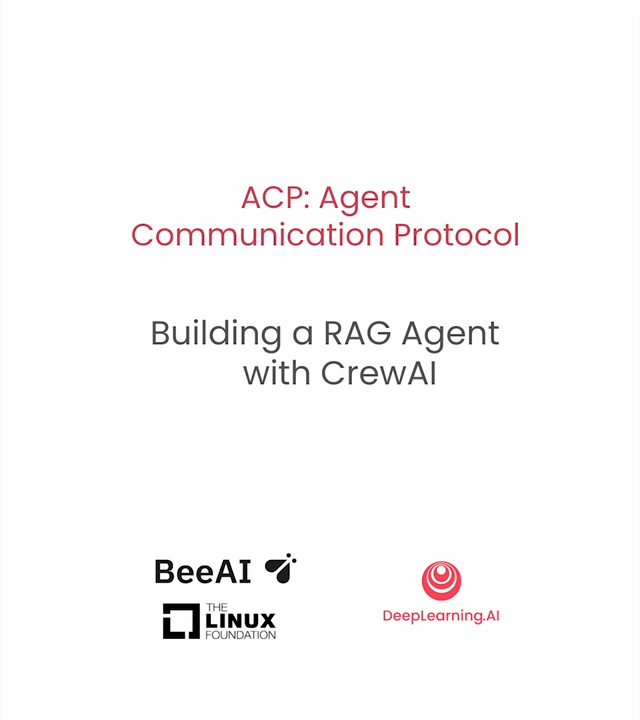 ACP: Agent
Communication Protocol
Building a RAG Agent
with CrewAI
BeeAI
THE
LINUX
FOUNDATION
DeepLearning.AI